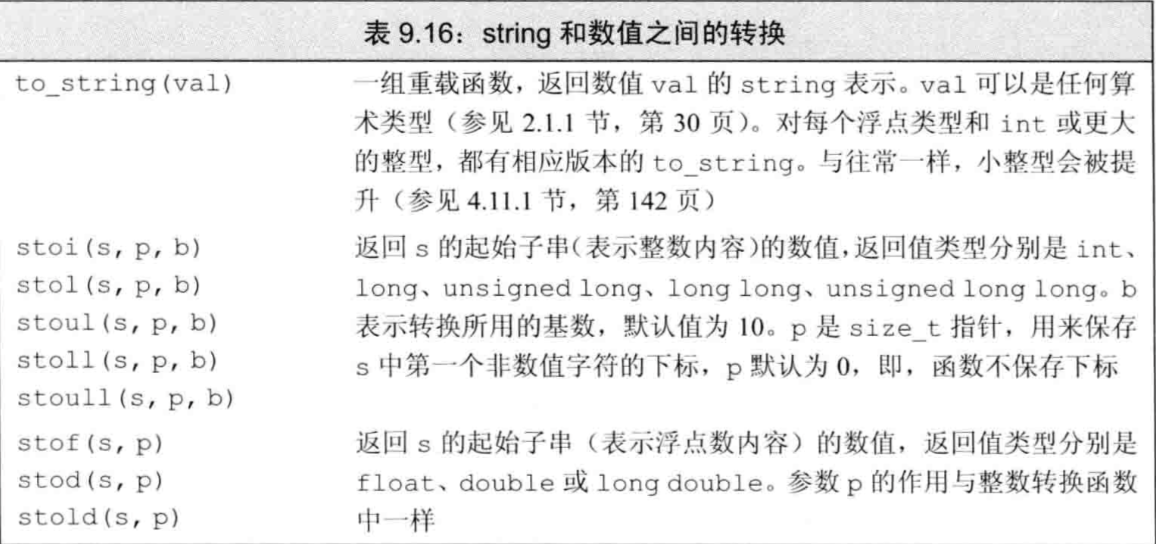 表 9.16：string 和数值之间的转换
to_string(val) 一组重载函数，返回数值 val 的 string 表示。val 可以是任何算
术类型（参见 2.1.1 节，第 30 页）。对每个浮点类型和 int 或更大
的整型，都有相应版本的 to_string。与往常一样，小整型会被提
升（参见 4.11.1 节，第 142 页）
stoi(s, p, b) 返回 s 的起始子串（表示整数内容）的数值，返回值类型分别是 int、
stol(s, p, b) long、unsigned long、long long、unsigned long long。b
stoul(s, p, b) 表示转换所用的基数，默认值为 10。p 是 size_t 指针，用来保存
stoll(s, p, b) s 中第一个非数值字符的下标，p 默认为 0，即，函数不保存下标
stoull(s, p, b)
stof(s, p) 返回 s 的起始子串（表示浮点数内容）的数值，返回值类型分别是
stod(s, p) float、double 或 long double。参数 p 的作用与整数转换函数
stold(s, p) 中一样